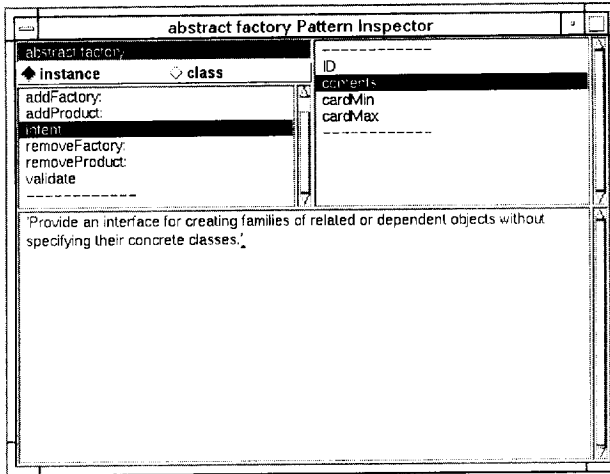 abstract factory Pattern Inspector
abstract factory
instance
class
addFactory:
addProduct:
intent
removeFactory:
removeProduct:
validate
-------------
-------------
ID
contents
cardMin
cardMax
-------------
'Provide an interface for creating families of related or dependent objects without
specifying their concrete classes.'